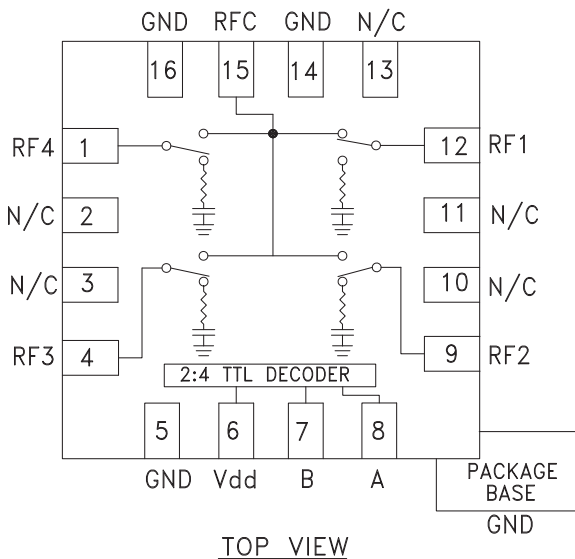 GND RFC GND N/C
16 15 14 13
RF4 1 12 RF1
N/C 2 11 N/C
N/C 3 10 N/C
RF3 4 9 RF2
2:4 TTL DECODER
5 6 7 8
GND Vdd B A
PACKAGE
BASE
GND
TOP VIEW